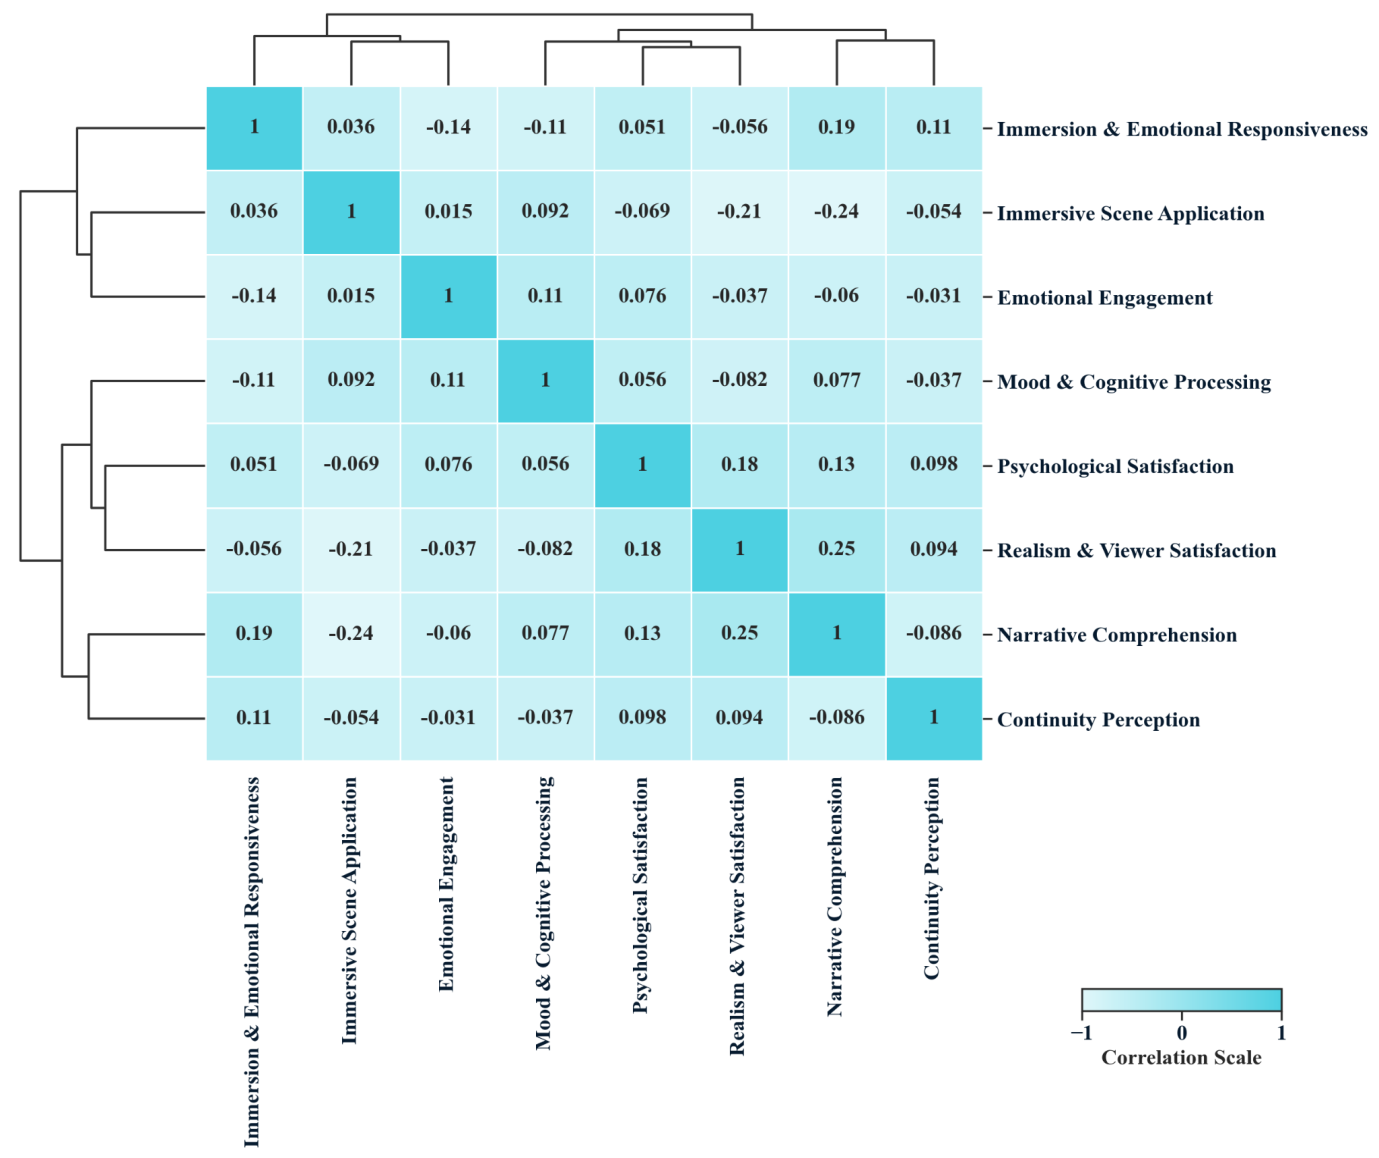 1 0.036 -0.14 -0.11 0.051 -0.056 0.19 0.11 Immersion & Emotional Responsiveness
0.036 1 0.015 0.092 -0.069 -0.21 -0.24 -0.054 Immersive Scene Application
-0.14 0.015 1 0.11 0.076 -0.037 -0.06 -0.031 Emotional Engagement
-0.11 0.092 0.11 1 0.056 -0.082 0.077 -0.037 Mood & Cognitive Processing
0.051 -0.069 0.076 0.056 1 0.18 0.13 0.098 Psychological Satisfaction
-0.056 -0.21 -0.037 -0.082 0.18 1 0.25 0.094 Realism & Viewer Satisfaction
0.19 -0.24 -0.06 0.077 0.13 0.25 1 -0.086 Narrative Comprehension
0.11 -0.054 -0.031 -0.037 0.098 0.094 -0.086 1 Continuity Perception
Immersion & Emotional Responsiveness
Immersive Scene Application
Emotional Engagement
Mood & Cognitive Processing
Psychological Satisfaction
Realism & Viewer Satisfaction
Narrative Comprehension
Continuity Perception
−1 0 1
Correlation Scale